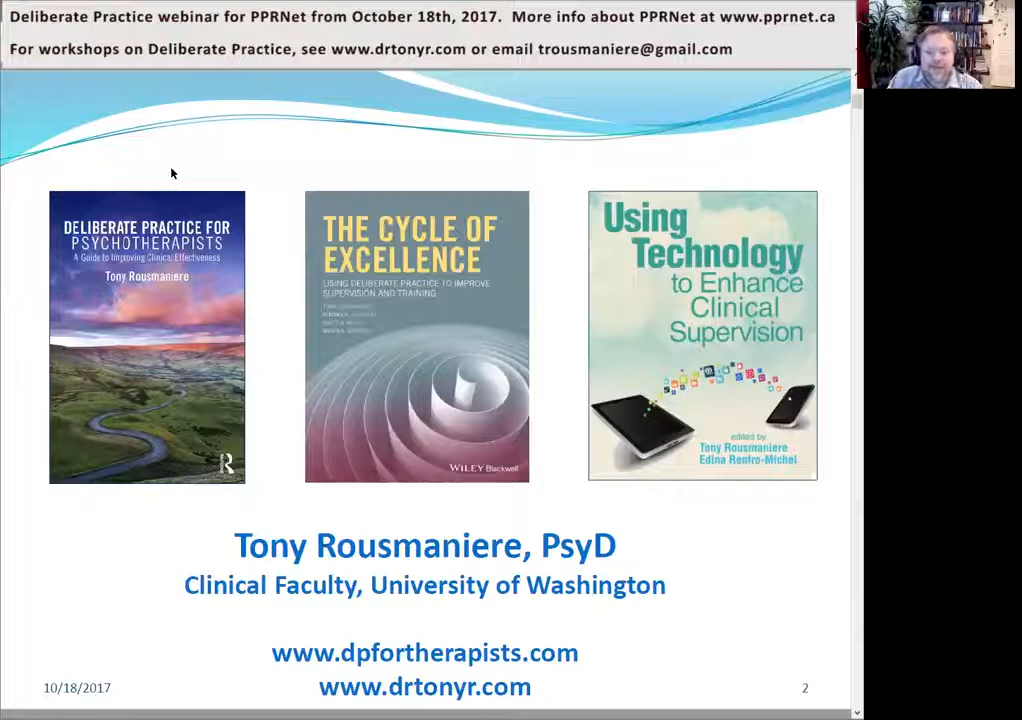 Deliberate Practice webinar for PPRNet from October 18th, 2017. More info about PPRNet at www.pprnet.ca
For workshops on Deliberate Practice, see www.drtonyr.com or email trousmaniere@gmail.com
DELIBERATE PRACTICE FOR
PSYCHOTHERAPISTS
A Guide to Improving Clinical Effectiveness
Tony Rousmaniere
R
THE CYCLE OF
EXCELLENCE
USING DELIBERATE PRACTICE TO IMPROVE
SUPERVISION AND TRAINING
WILEY Blackwell
Using
Technology
to Enhance
Clinical
Supervision
edited by
Tony Rousmaniere
Edina Renfro-Michel
Tony Rousmaniere, PsyD
Clinical Faculty, University of Washington
www.dpfortherapists.com
www.drtonyr.com
10/18/2017
2